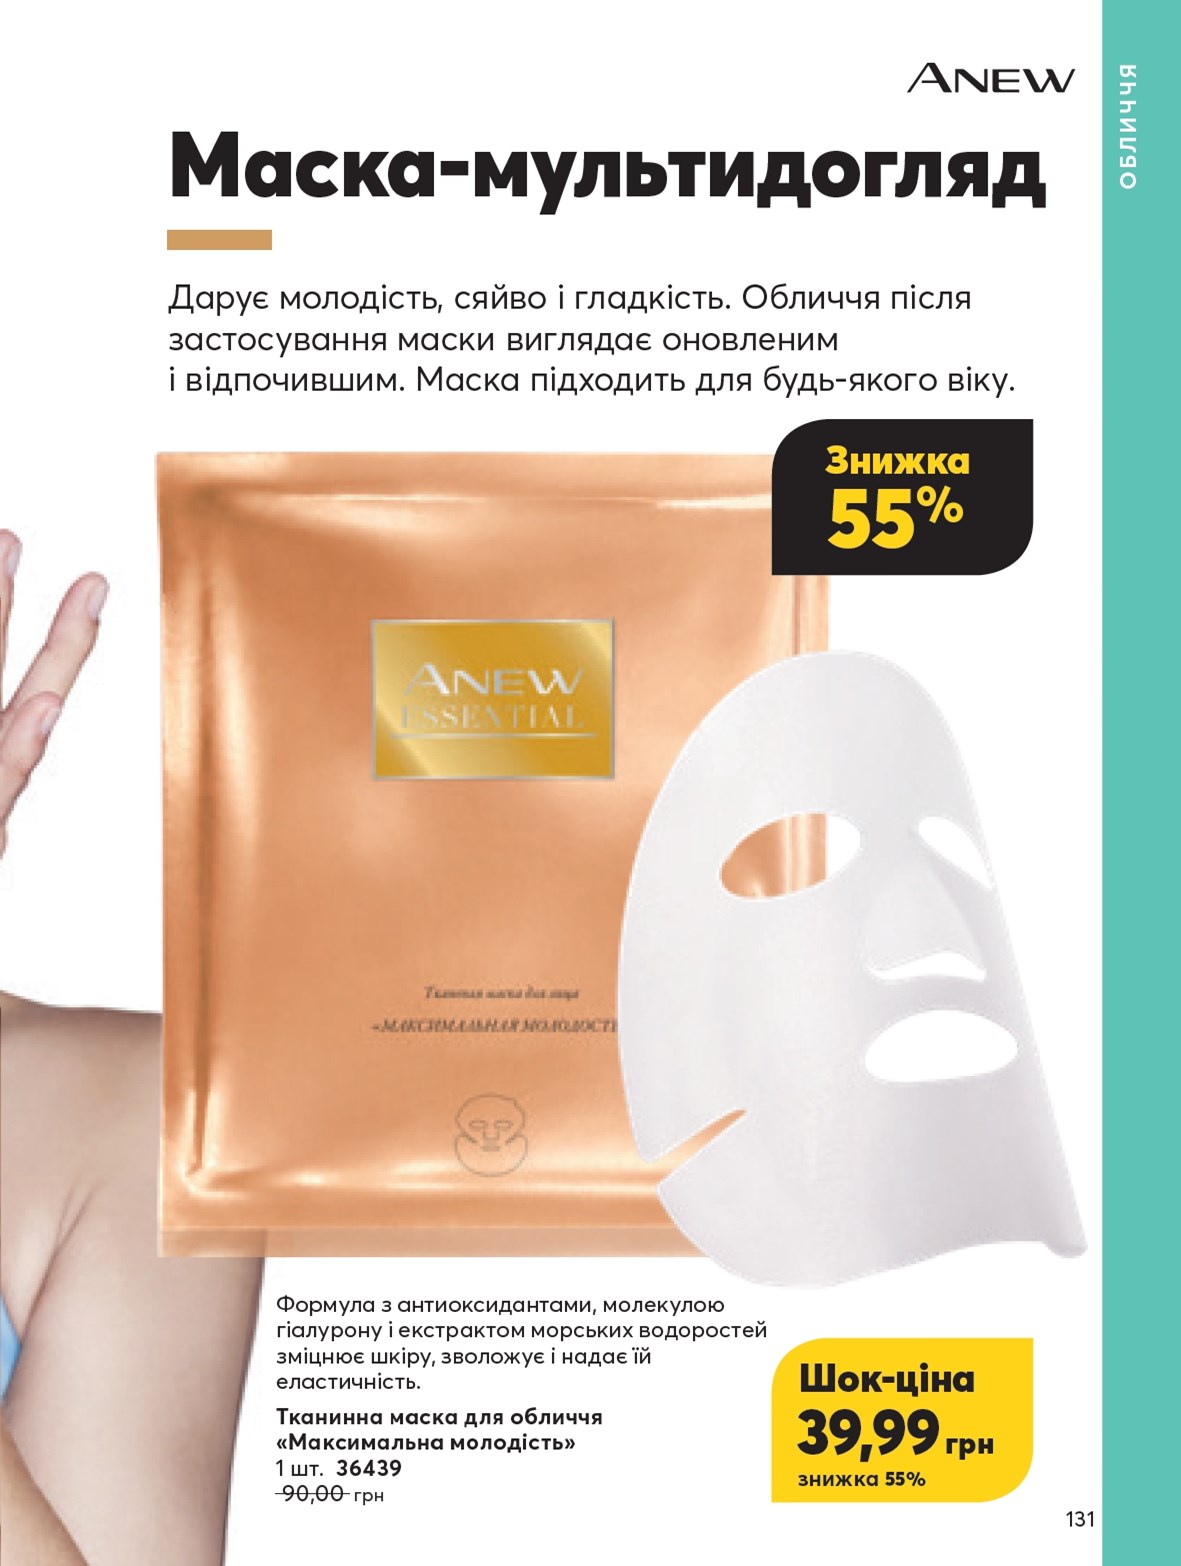 ANEW
ОБЛИЧЧЯ
Маска-мультидогляд
Дарує молодість, сяйво і гладкість. Обличчя після
застосування маски виглядає оновленим
і відпочившим. Маска підходить для будь-якого віку.
Знижка
55%
ANEW
ESSENTIAL
Тканевая маска для лица
«МАКСИМАЛЬНАЯ МОЛОДОСТЬ
Формула з антиоксидантами, молекулою
гіалурону і екстрактом морських водоростей
зміцнює шкіру, зволожує і надає їй
еластичність.
Тканинна маска для обличчя
«Максимальна молодість»
1 шт. 36439
90,00 грн
Шок-ціна
39,99 грн
знижка 55%
131